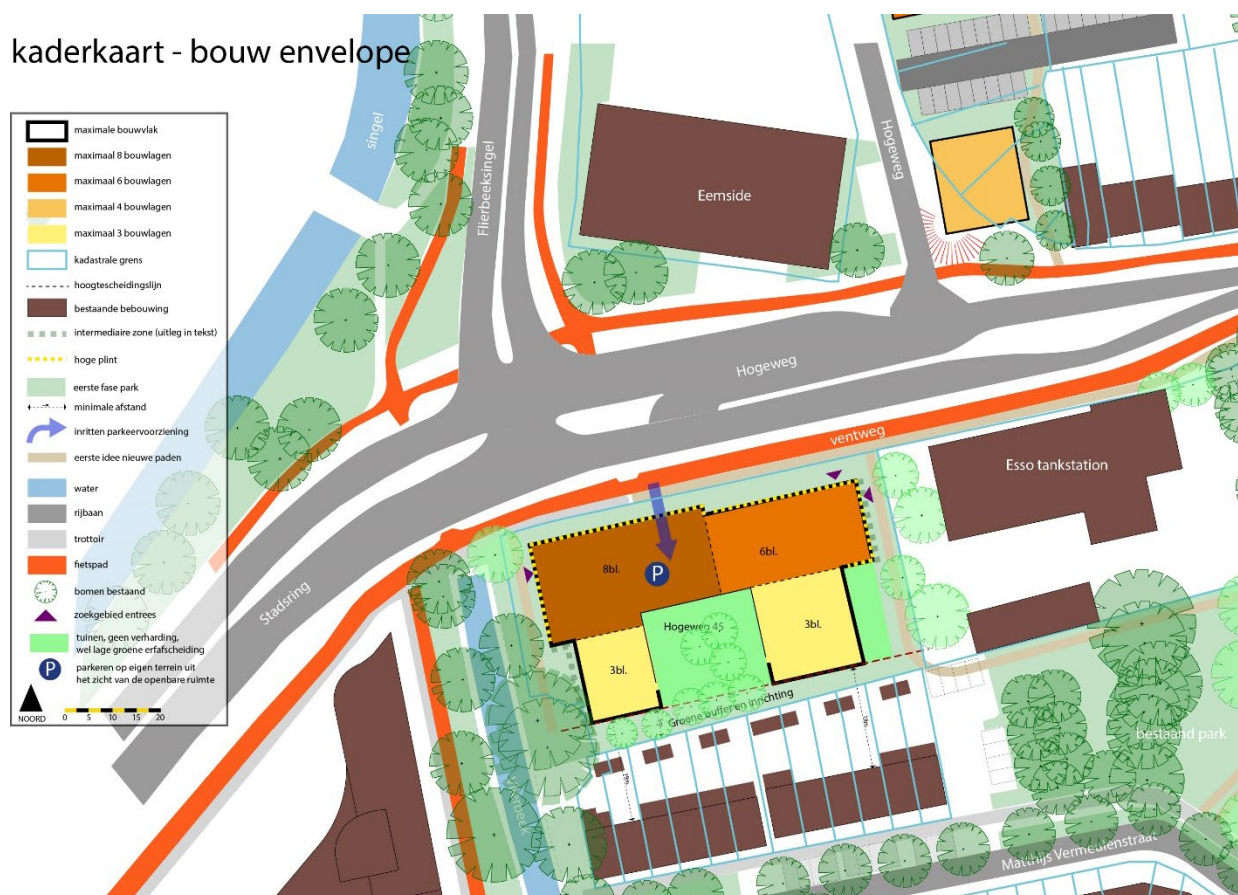 kaderkaart - bouw envelope
maximale bouwvlak
maximaal 8 bouwlagen
maximaal 6 bouwlagen
maximaal 4 bouwlagen
maximaal 3 bouwlagen
kadastrale grens
hoogtescheidingslijn
bestaande bebouwing
intermediaire zone (uitleg in tekst)
hoge plint
eerste fase park
minimale afstand
inritten parkeervoorziening
eerste idee nieuwe paden
water
rijbaan
trottoir
fietspad
bomen bestaand
zoekgebied entrees
tuinen, geen verharding,
wel lage groene erfafscheiding
P
parkeren op eigen terrein uit
het zicht van de openbare ruimte
NOORD
0 5 10 15 20
singel
Flierbeeksingel
Eemside
Hogeweg
Hogeweg
ventweg
Esso tankstation
Stadsring
8bl.
6bl.
P
Hogeweg 45
3bl.
3bl.
Groene buffer en inrichting
bestaand park
Matthijs Vermeulenstraat